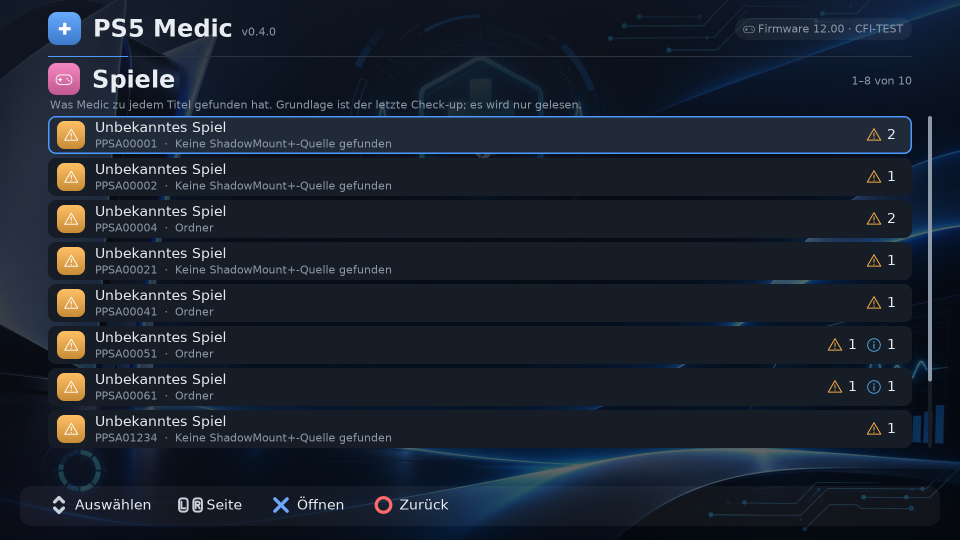 PS5 Medic v0.4.0
Firmware 12.00 · CFI-TEST
Spiele
1–8 von 10
Was Medic zu jedem Titel gefunden hat. Grundlage ist der letzte Check-up; es wird nur gelesen.
Unbekanntes Spiel
PPSA00001 · Keine ShadowMount+-Quelle gefunden
2
Unbekanntes Spiel
PPSA00002 · Keine ShadowMount+-Quelle gefunden
1
Unbekanntes Spiel
PPSA00004 · Ordner
2
Unbekanntes Spiel
PPSA00021 · Keine ShadowMount+-Quelle gefunden
1
Unbekanntes Spiel
PPSA00041 · Ordner
1
Unbekanntes Spiel
PPSA00051 · Ordner
1 1
Unbekanntes Spiel
PPSA00061 · Ordner
1 1
Unbekanntes Spiel
PPSA01234 · Keine ShadowMount+-Quelle gefunden
1
Auswählen L R Seite Öffnen Zurück